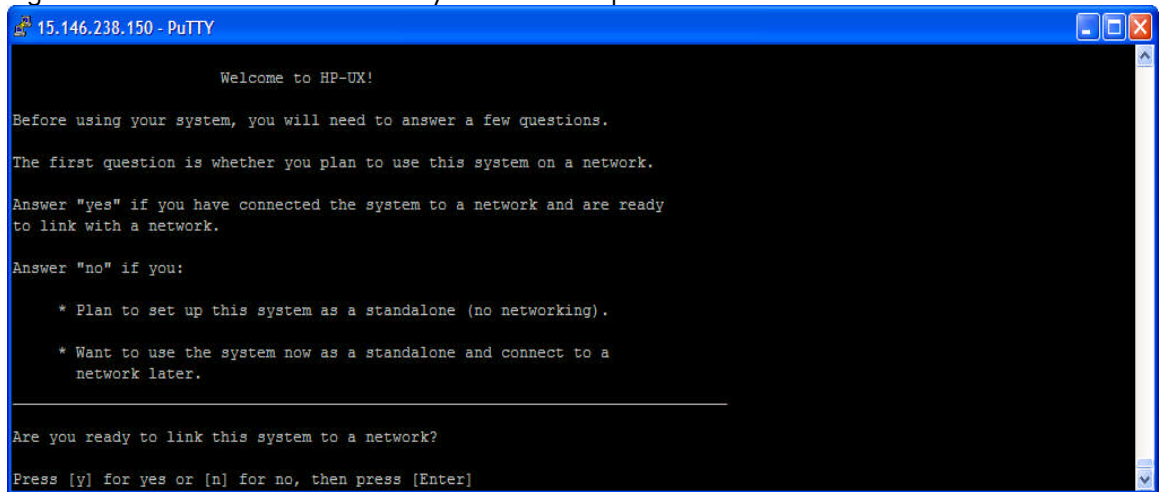 15.146.238.150 - PuTTY
Welcome to HP-UX!
Before using your system, you will need to answer a few questions.
The first question is whether you plan to use this system on a network.
Answer "yes" if you have connected the system to a network and are ready
to link with a network.
Answer "no" if you:
* Plan to set up this system as a standalone (no networking).
* Want to use the system now as a standalone and connect to a
network later.
Are you ready to link this system to a network?
Press [y] for yes or [n] for no, then press [Enter]